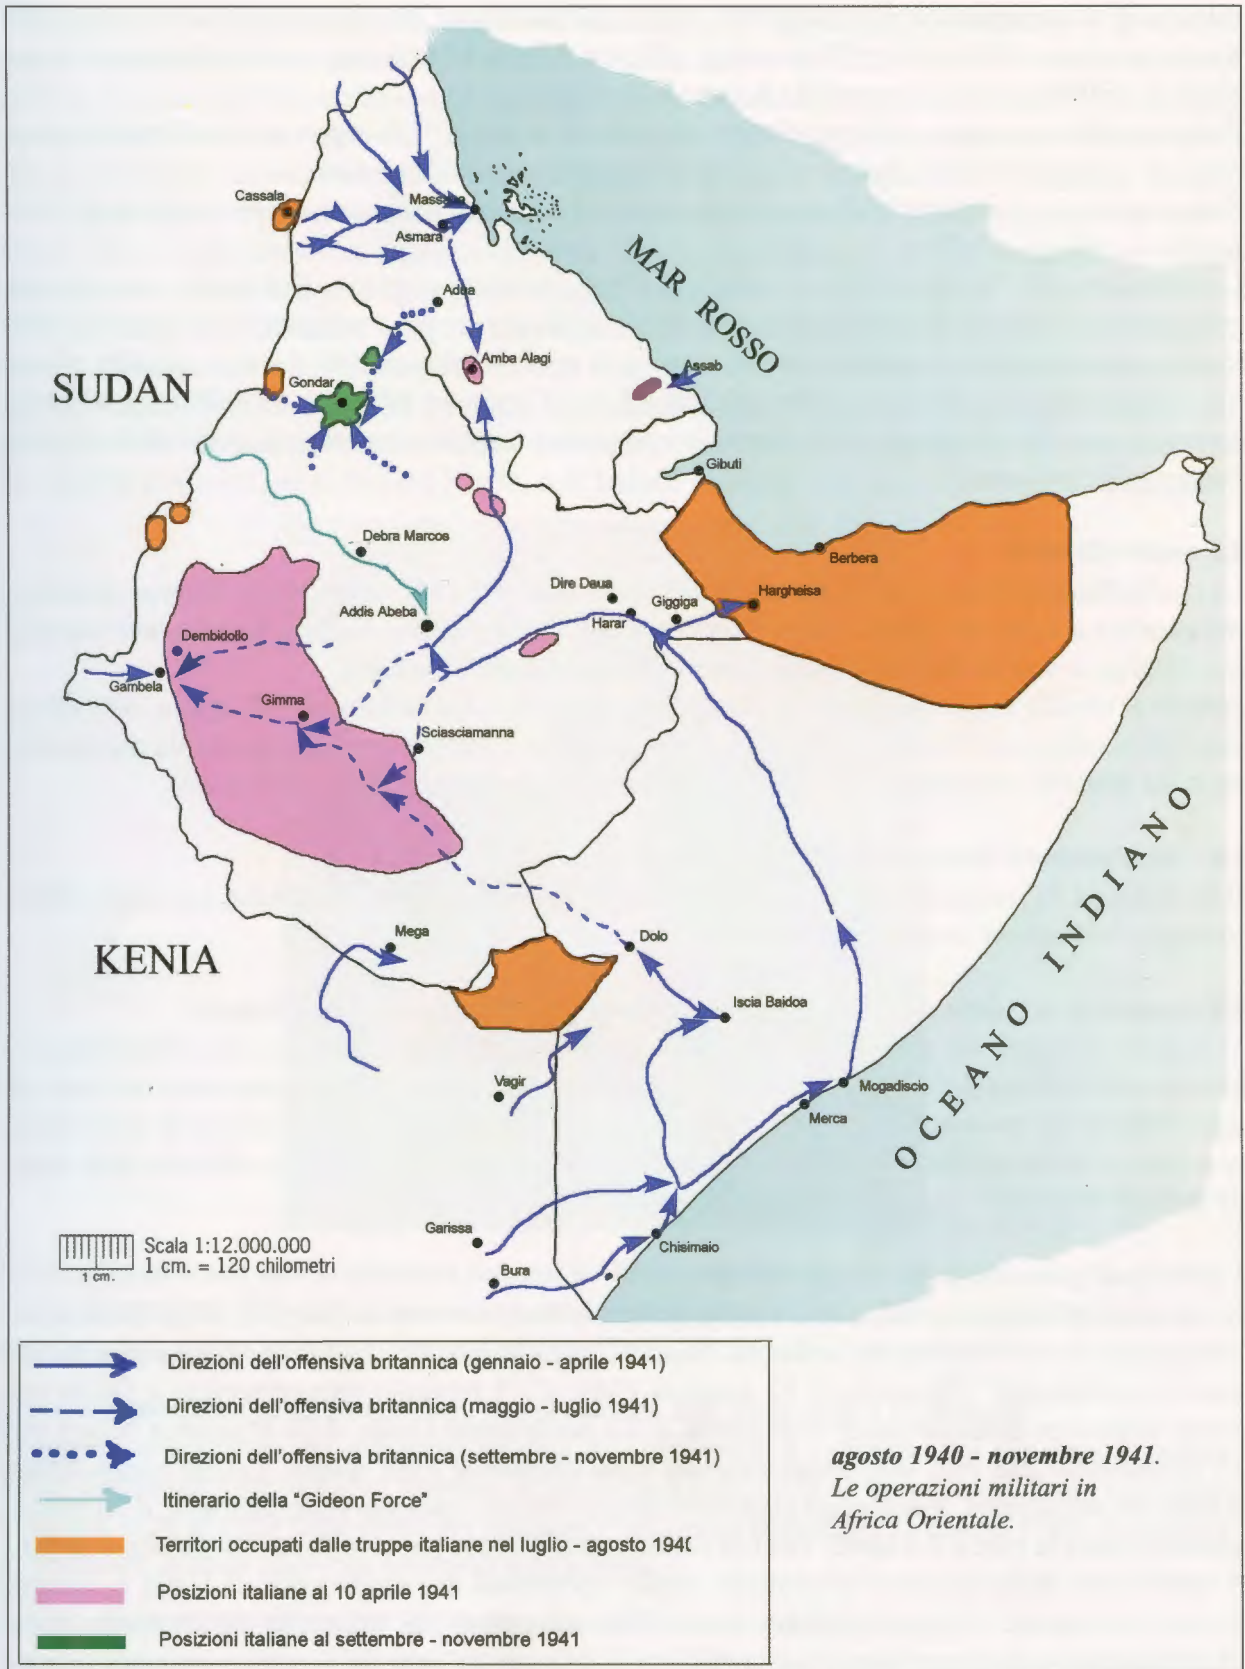 Cassala
Massaua
Asmara
MAR ROSSO
Adua
Amba Alagi
Assab
SUDAN
Gondar
Gibuti
Debra Marcos
Berbera
Dire Daua
Addis Abeba
Harar
Giggiga
Hargheisa
Dembidollo
Gambela
Gimma
Sciasciamanna
OCEANO INDIANO
KENIA
Mega
Dolo
Iscia Baidoa
Vagir
Mogadiscio
Merca
Garissa
Chisimaio
Bura
Scala 1:12.000.000
1 cm. = 120 chilometri
1 cm.
Direzioni dell'offensiva britannica (gennaio - aprile 1941)
Direzioni dell'offensiva britannica (maggio - luglio 1941)
Direzioni dell'offensiva britannica (settembre - novembre 1941)
Itinerario della "Gideon Force"
Territori occupati dalle truppe italiane nel luglio - agosto 1940
Posizioni italiane al 10 aprile 1941
Posizioni italiane al settembre - novembre 1941
agosto 1940 - novembre 1941.
Le operazioni militari in
Africa Orientale.